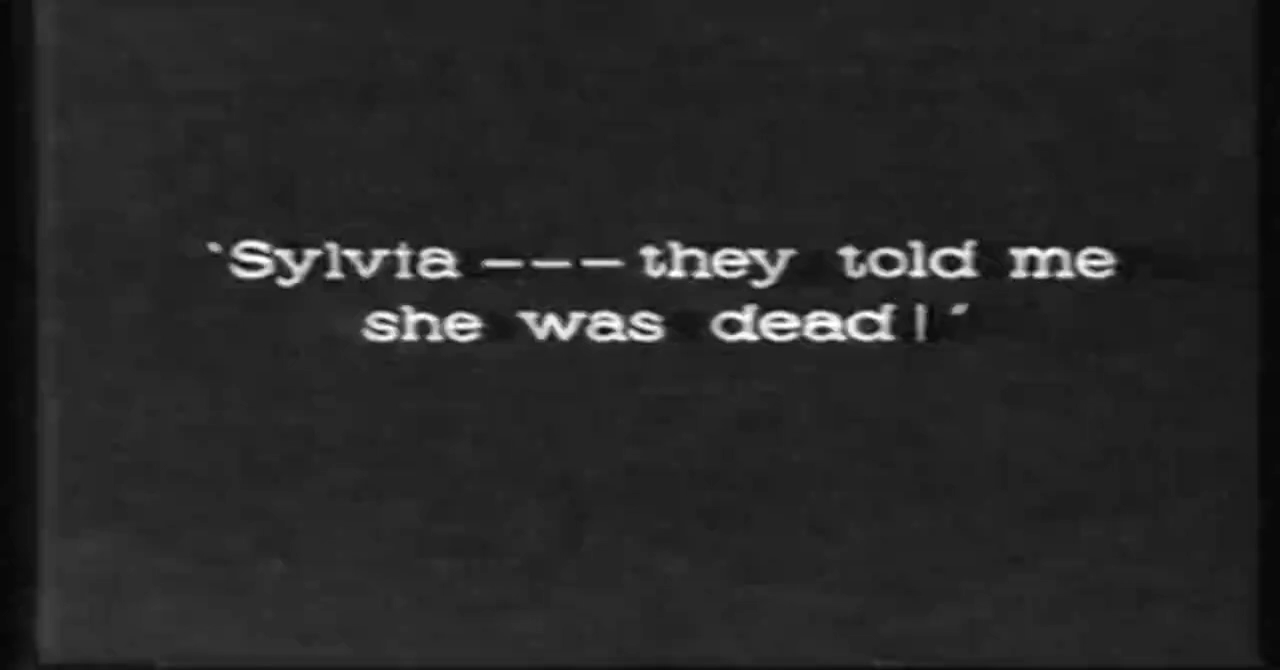 ‘Sylvia --- they told me
she was dead!’